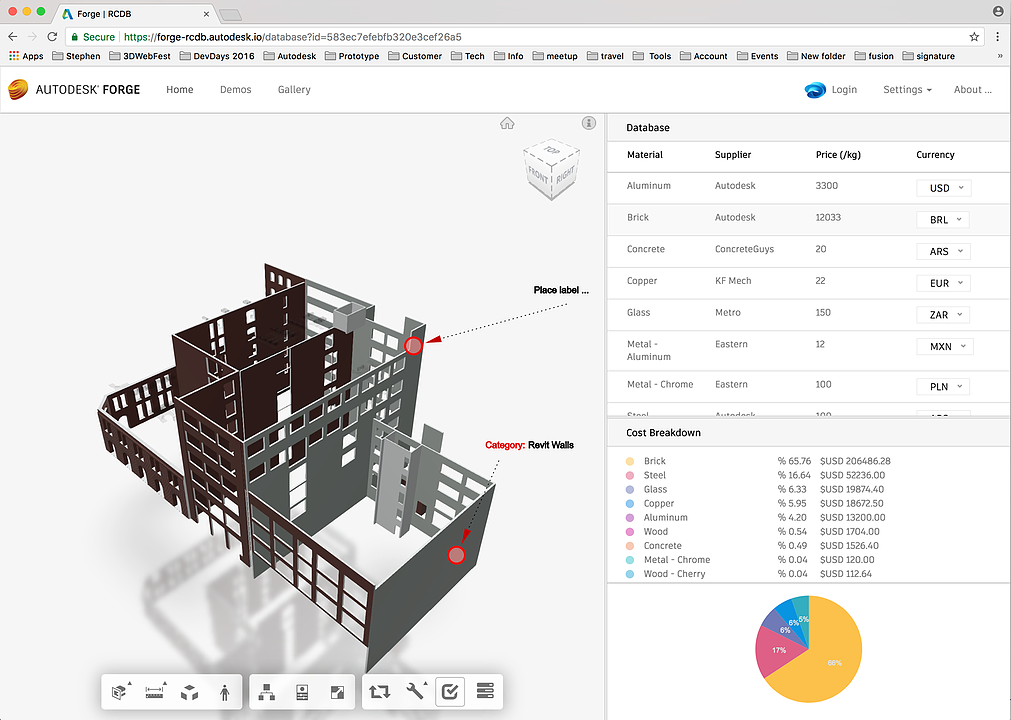 Forge | RCDB
Secure | https://forge-rcdb.autodesk.io/database?id=583ec7efebfb320e3cef26a5
Apps Stephen 3DWebFest DevDays 2016 Autodesk Prototype Customer Tech Info meetup travel Tools Account Events New folder fusion signature »
AUTODESK® FORGE Home Demos Gallery Login Settings About ...
TOP
FRONT RIGHT
Place label ...
Category: Revit Walls
Database
Material Supplier Price (/kg) Currency
Aluminum Autodesk 3300 USD
Brick Autodesk 12033 BRL
Concrete ConcreteGuys 20 ARS
Copper KF Mech 22 EUR
Glass Metro 150 ZAR
Metal - Aluminum Eastern 12 MXN
Metal - Chrome Eastern 100 PLN
Steel Autodesk 100
Cost Breakdown
Brick % 65.76 $USD 206486.28
Steel % 16.64 $USD 52236.00
Glass % 6.33 $USD 19874.40
Copper % 5.95 $USD 18672.50
Aluminum % 4.20 $USD 13200.00
Wood % 0.54 $USD 1704.00
Concrete % 0.49 $USD 1526.40
Metal - Chrome % 0.04 $USD 120.00
Wood - Cherry % 0.04 $USD 112.64
5%
6%
6%
17%
66%